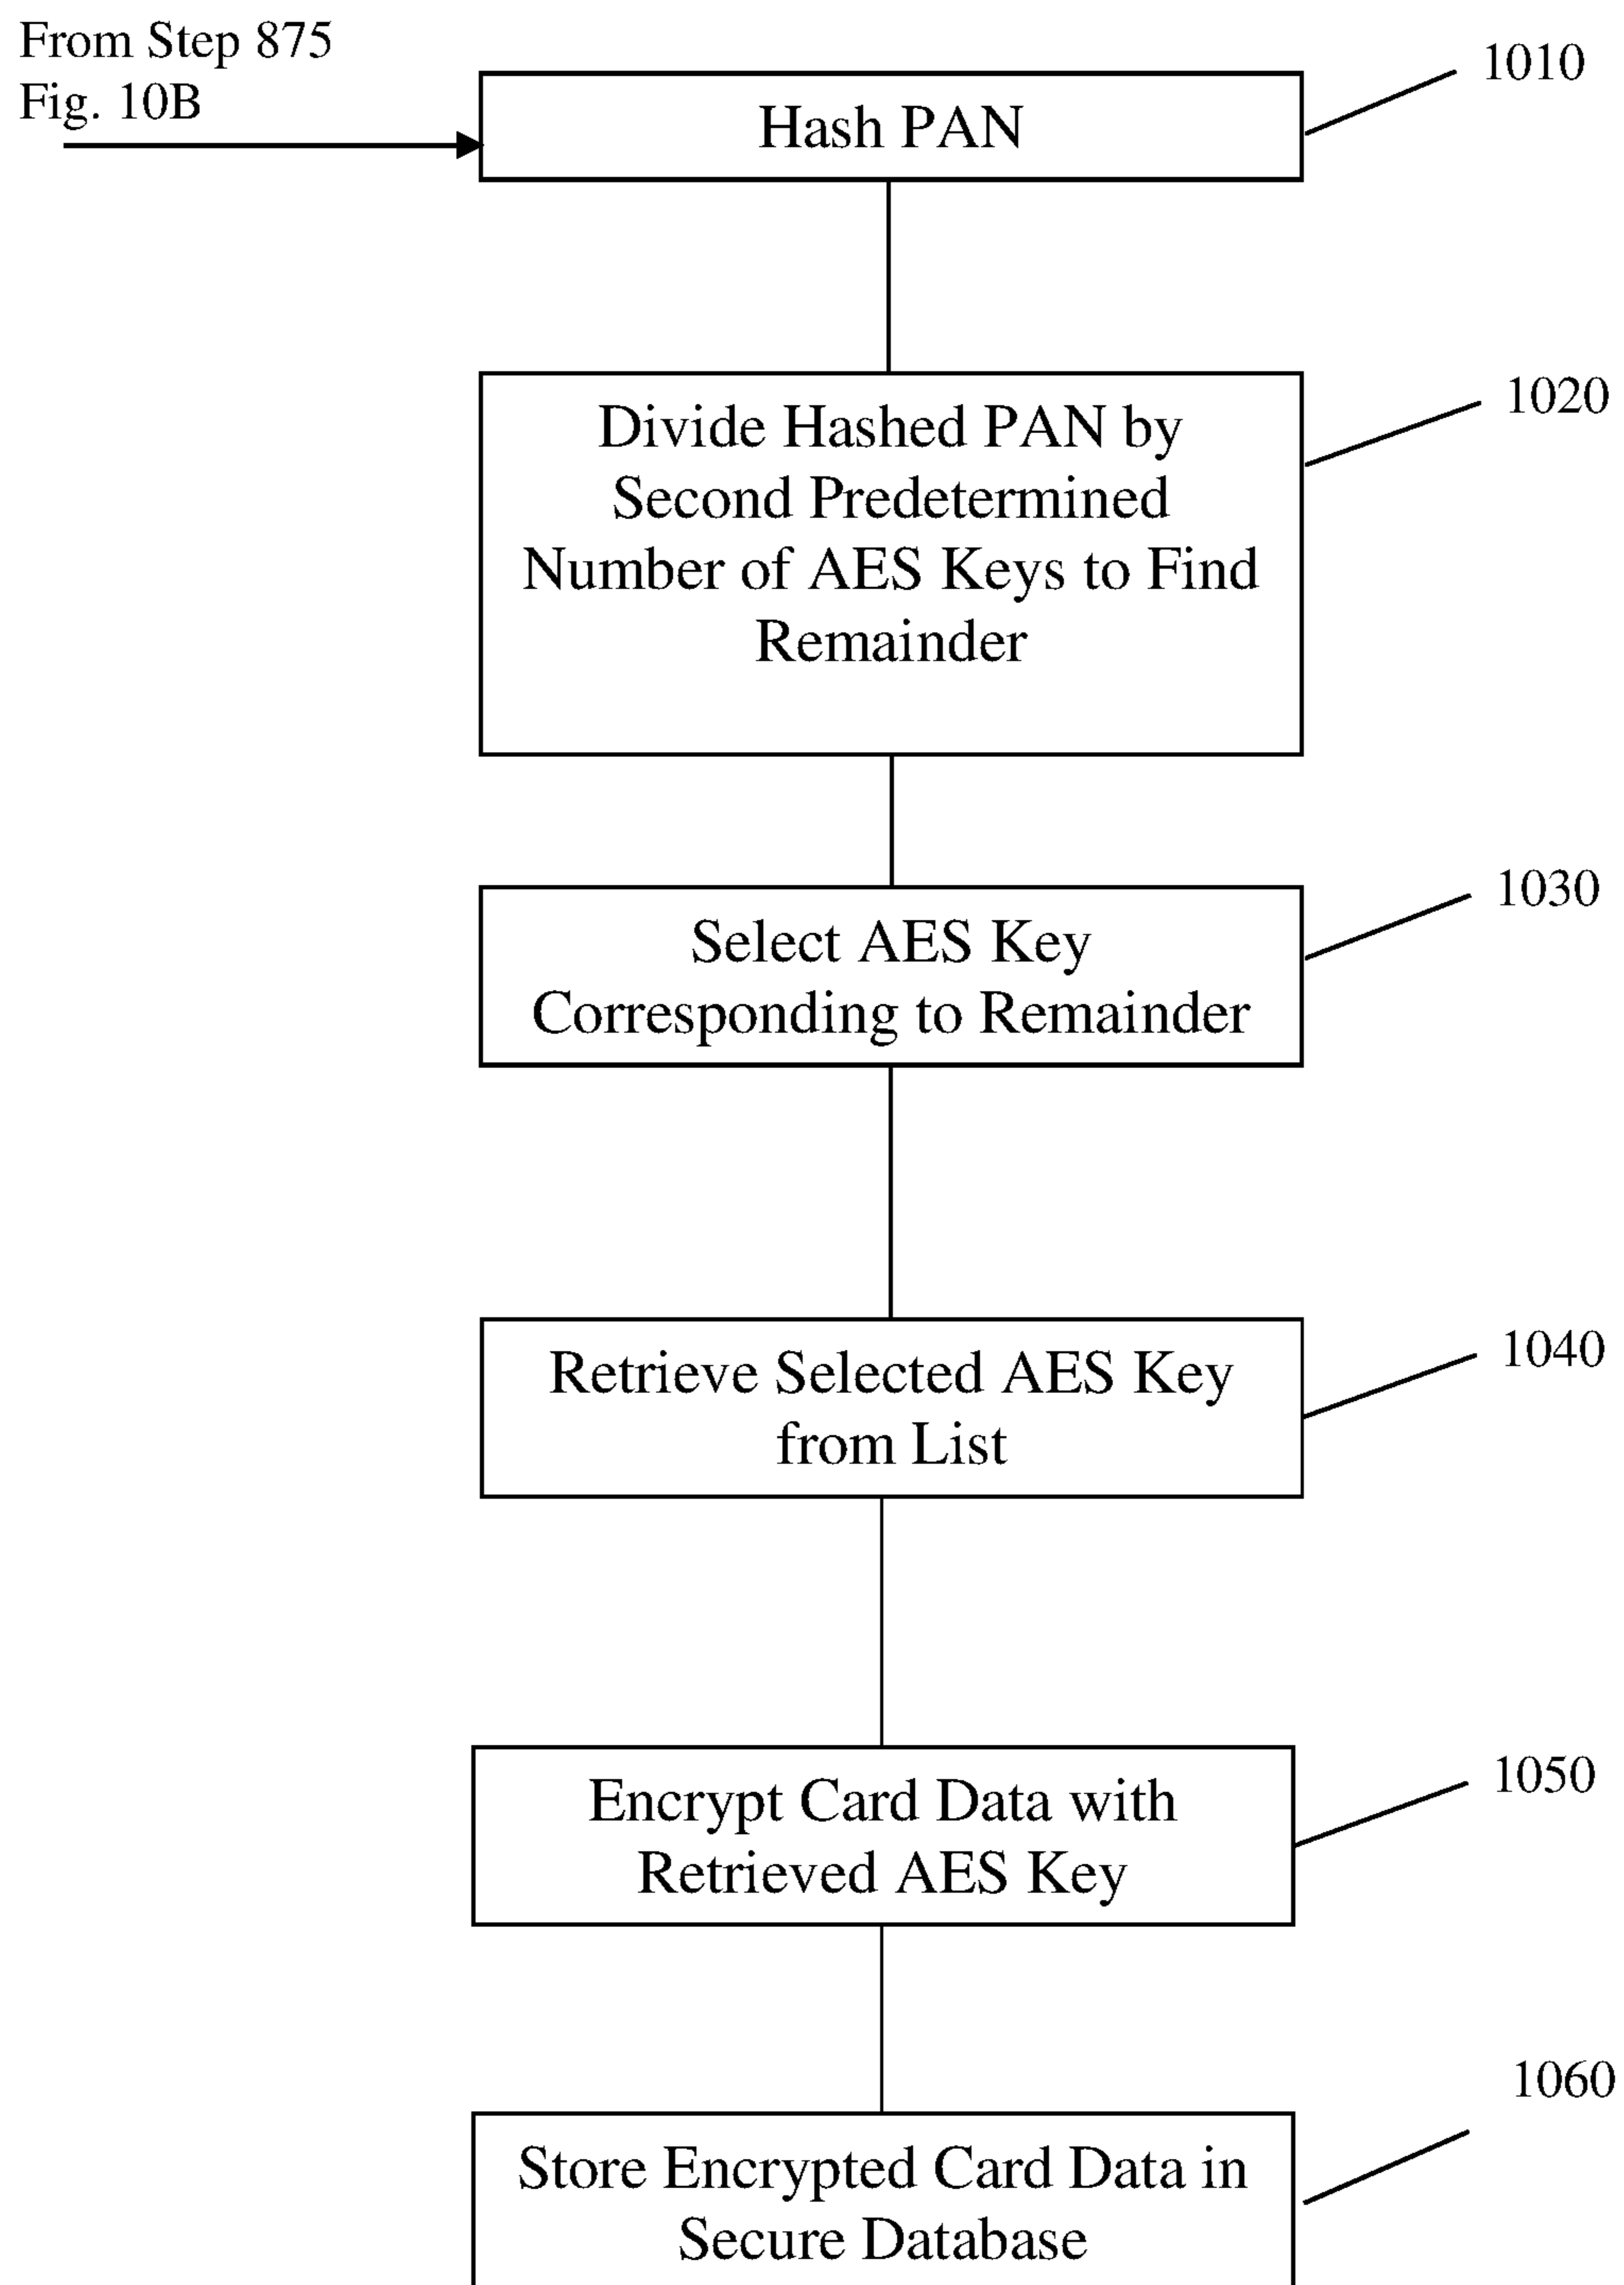 From Step 875
Fig. 10B
1010
Hash PAN
1020
Divide Hashed PAN by
Second Predetermined
Number of AES Keys to Find
Remainder
1030
Select AES Key
Corresponding to Remainder
1040
Retrieve Selected AES Key
from List
1050
Encrypt Card Data with
Retrieved AES Key
1060
Store Encrypted Card Data in
Secure Database